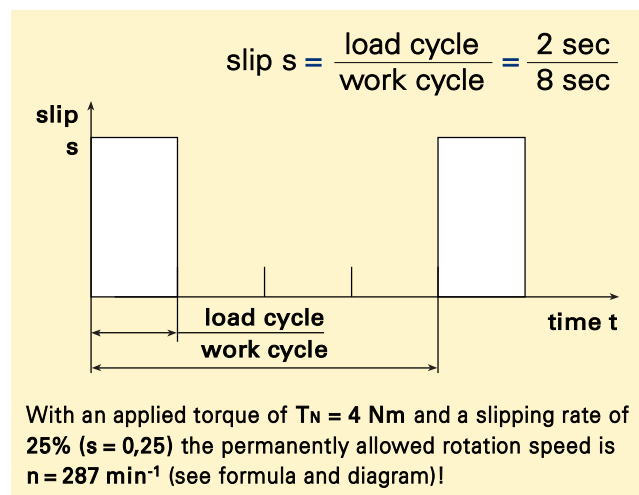 slip s = load cycle / work cycle = 2 sec / 8 sec
slip
s
load cycle
time t
work cycle
With an applied torque of TN = 4 Nm and a slipping rate of
25% (s = 0,25) the permanently allowed rotation speed is
n = 287 min-1 (see formula and diagram)!